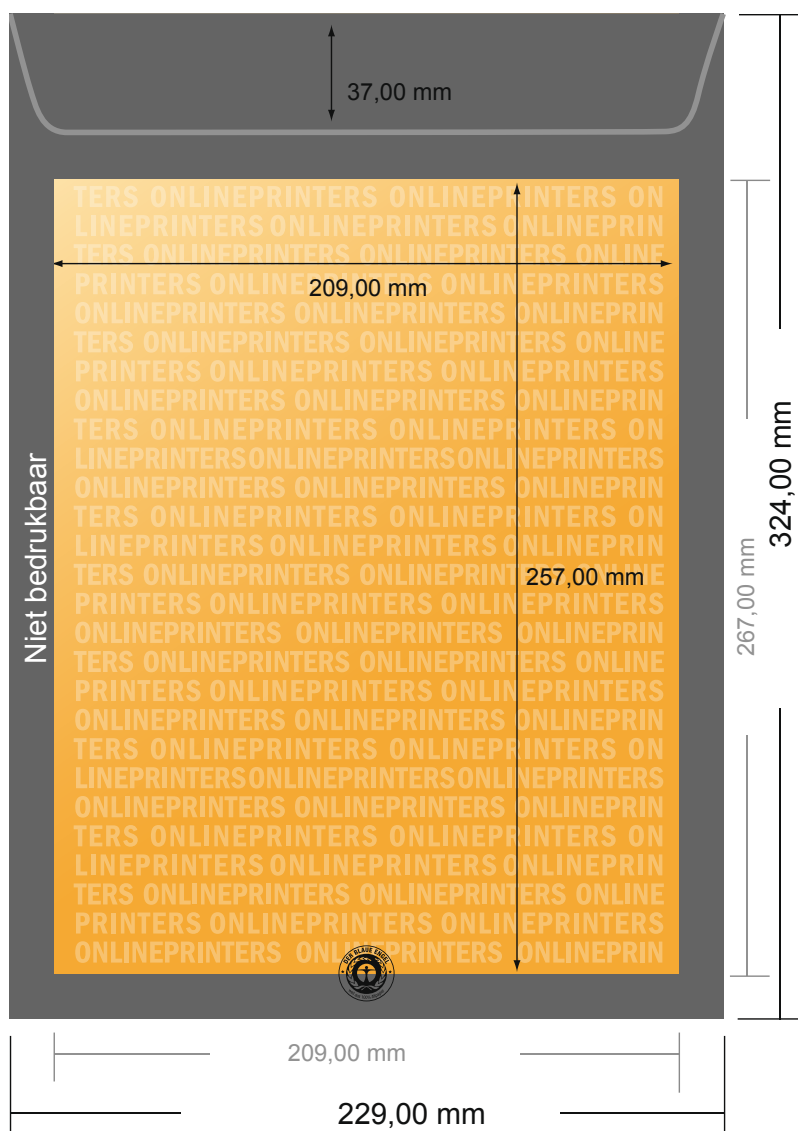 37,00 mm
TERS ONLINEPRINTERS ONLINEPRINTERS ON
LINEPRINTERS ONLINEPRINTERS ONLINEPRIN
TERS ONLINEPRINTERS ONLINEPRINTERS ONLINE
PRINTERS ONLINEPRINTERS ONLINEPRINTERS
209,00 mm
ONLINEPRINTERS ONLINEPRINTERS ONLINEPRIN
TERS ONLINEPRINTERS ONLINEPRINTERS ONLINE
PRINTERS ONLINEPRINTERS ONLINEPRINTERS
ONLINEPRINTERS ONLINEPRINTERS ONLINEPRIN
TERS ONLINEPRINTERS ONLINEPRINTERS ON
LINEPRINTERSONLINEPRINTERSONLINEPRINTERS
ONLINEPRINTERS ONLINEPRINTERS ONLINEPRIN
TERS ONLINEPRINTERS ONLINEPRINTERS ON
LINEPRINTERS ONLINEPRINTERS ONLINEPRIN
TERS ONLINEPRINTERS ONLINEPRINTERS ONLINE
257,00 mm
PRINTERS ONLINEPRINTERS ONLINEPRINTERS
ONLINEPRINTERS ONLINEPRINTERS ONLINEPRIN
TERS ONLINEPRINTERS ONLINEPRINTERS ONLINE
PRINTERS ONLINEPRINTERS ONLINEPRINTERS
ONLINEPRINTERS ONLINEPRINTERS ONLINEPRIN
TERS ONLINEPRINTERS ONLINEPRINTERS ON
LINEPRINTERSONLINEPRINTERSONLINEPRINTERS
ONLINEPRINTERS ONLINEPRINTERS ONLINEPRIN
TERS ONLINEPRINTERS ONLINEPRINTERS ON
LINEPRINTERS ONLINEPRINTERS ONLINEPRIN
TERS ONLINEPRINTERS ONLINEPRINTERS ONLINE
PRINTERS ONLINEPRINTERS ONLINEPRINTERS
ONLINEPRINTERS ONLINEPRINTERS ONLINEPRIN
DER BLAUE ENGEL
Niet bedrukbaar
267,00 mm
324,00 mm
209,00 mm
229,00 mm